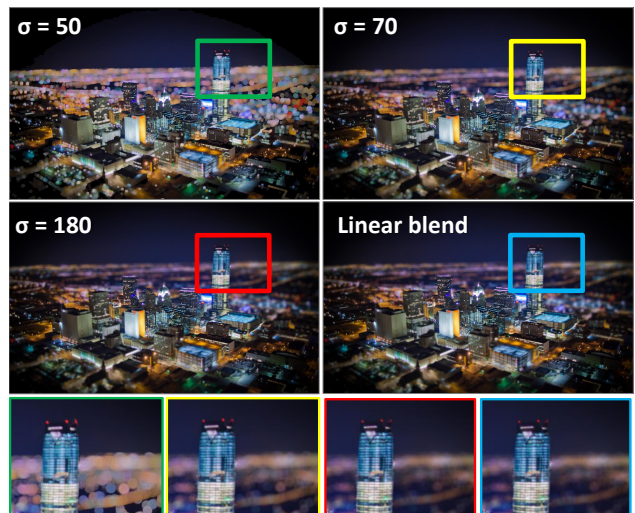 σ = 50
σ = 70
σ = 180
Linear blend